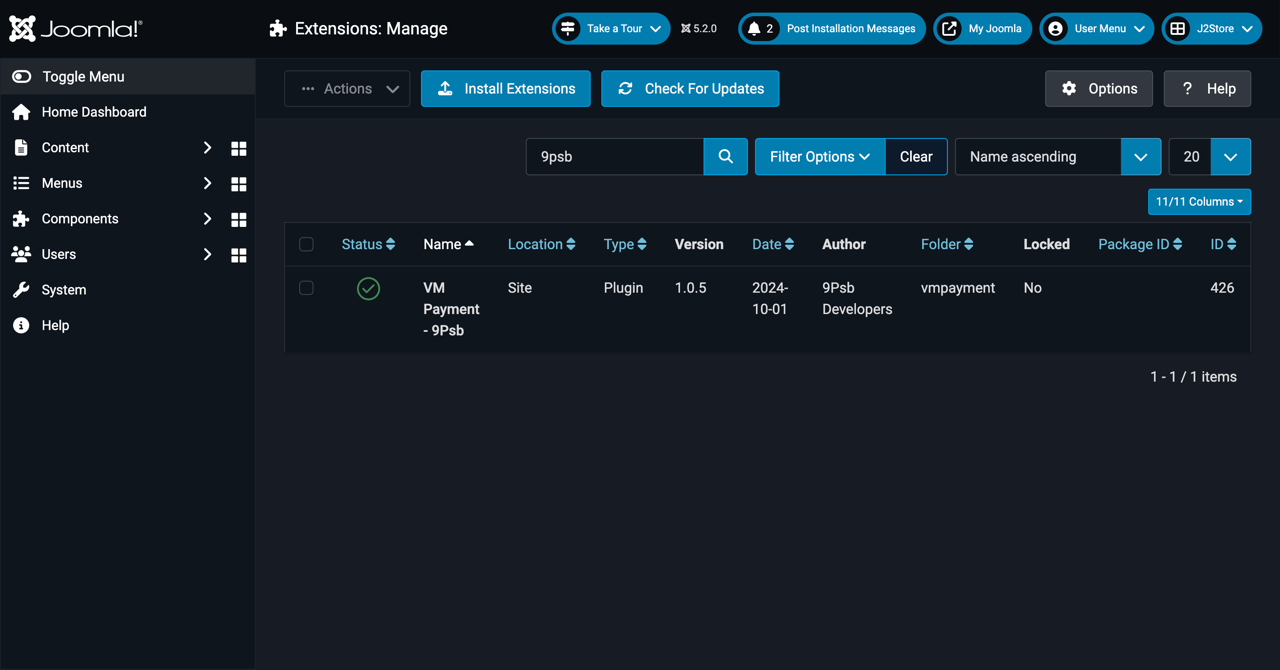 Joomla!®
Extensions: Manage
Take a Tour
5.2.0
2 Post Installation Messages
My Joomla
User Menu
J2Store
Toggle Menu
Home Dashboard
Content
Menus
Components
Users
System
Help
··· Actions
Install Extensions
Check For Updates
Options
? Help
9psb
Filter Options
Clear
Name ascending
20
11/11 Columns
Status Name Location Type Version Date Author Folder Locked Package ID ID
VM Site Plugin 1.0.5 2024- 9Psb vmpayment No 426
Payment 10-01 Developers
- 9Psb
1 - 1 / 1 items